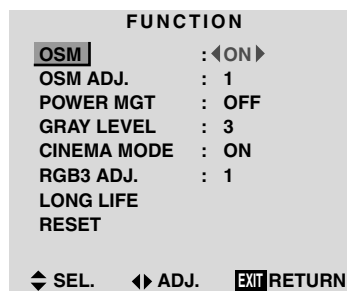 FUNCTION
OSM : ON
OSM ADJ. : 1
POWER MGT : OFF
GRAY LEVEL : 3
CINEMA MODE : ON
RGB3 ADJ. : 1
LONG LIFE
RESET
SEL. ADJ. EXIT RETURN